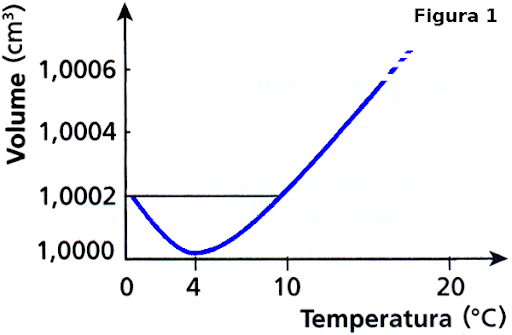 Figura 1
Volume (cm³)
1,0006
1,0004
1,0002
1,0000
0 4 10 20
Temperatura (°C)